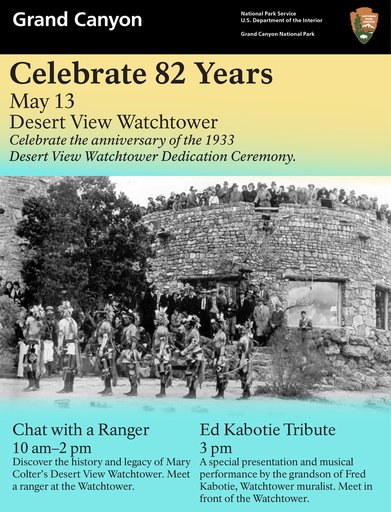 Grand Canyon
National Park Service
U.S. Department of the Interior
Grand Canyon National Park
Celebrate 82 Years
May 13
Desert View Watchtower
Celebrate the anniversary of the 1933
Desert View Watchtower Dedication Ceremony.
Chat with a Ranger
10 am–2 pm
Discover the history and legacy of Mary
Colter's Desert View Watchtower. Meet
a ranger at the Watchtower.
Ed Kabotie Tribute
3 pm
A special presentation and musical
performance by the grandson of Fred
Kabotie, Watchtower muralist. Meet in
front of the Watchtower.